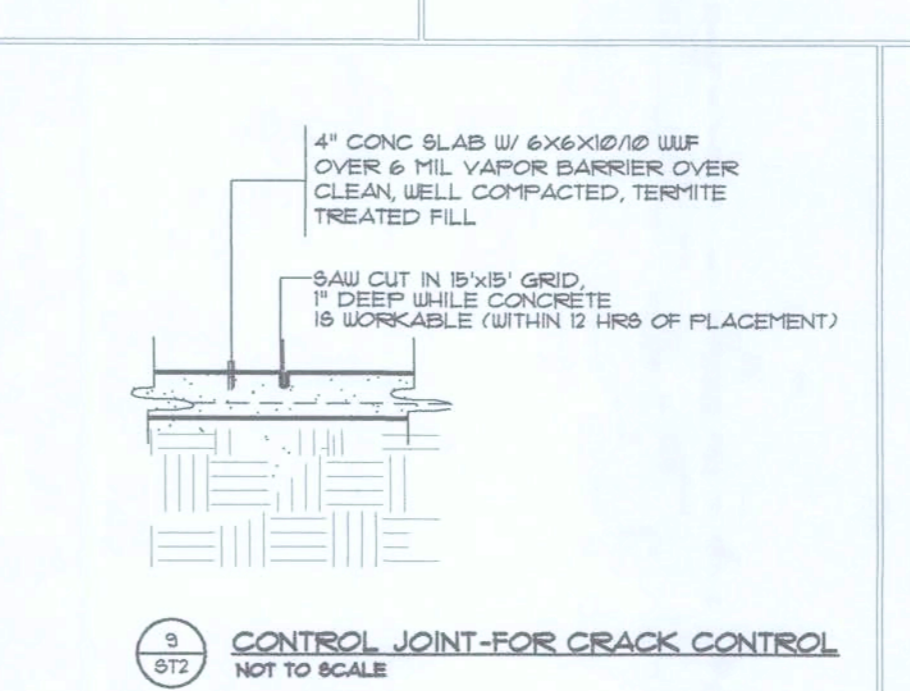 4" CONC SLAB W/ 6X6X10/10 WWF
OVER 6 MIL VAPOR BARRIER OVER
CLEAN, WELL COMPACTED, TERMITE
TREATED FILL
SAW CUT IN 15'x15' GRID,
1" DEEP WHILE CONCRETE
IS WORKABLE (WITHIN 12 HRS OF PLACEMENT)
9
ST2
CONTROL JOINT-FOR CRACK CONTROL
NOT TO SCALE